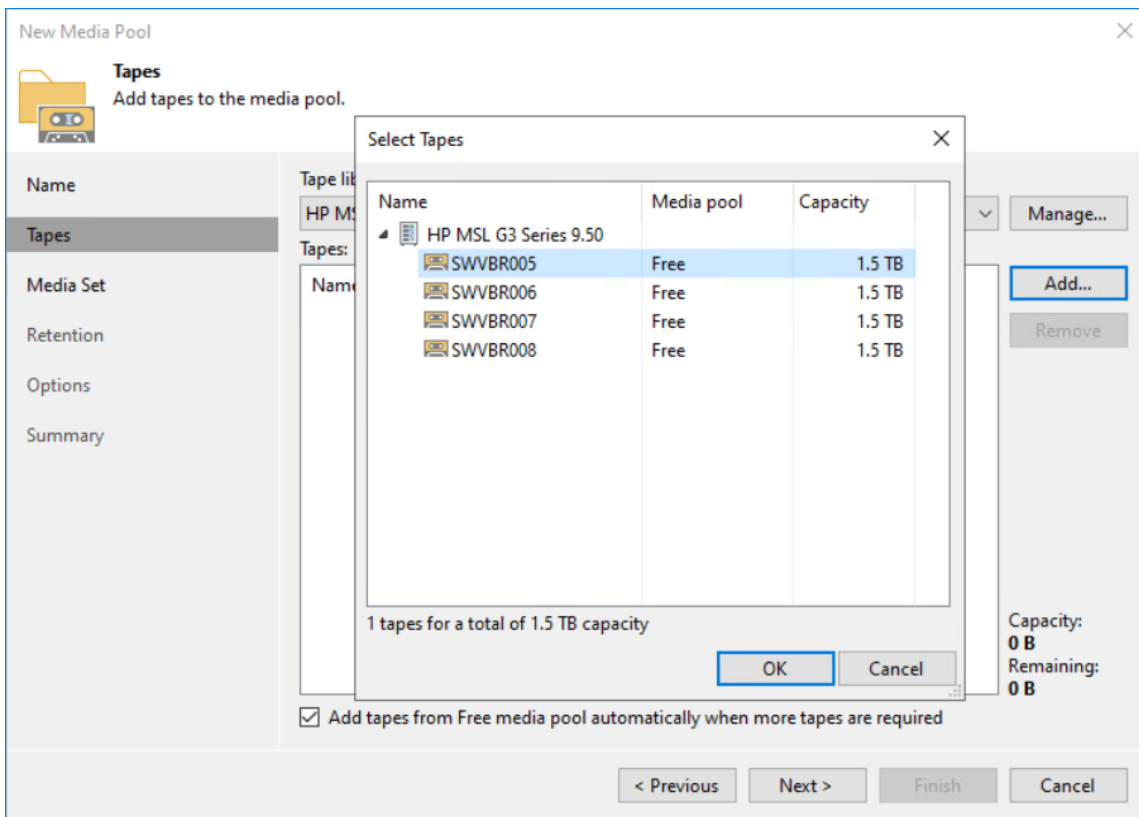 New Media Pool
Tapes
Add tapes to the media pool.
Name
Tapes
Media Set
Retention
Options
Summary
Tape lib
HP MS
Manage...
Tapes:
Name
Add...
Remove
Select Tapes
Name Media pool Capacity
HP MSL G3 Series 9.50
SWVBR005 Free 1.5 TB
SWVBR006 Free 1.5 TB
SWVBR007 Free 1.5 TB
SWVBR008 Free 1.5 TB
1 tapes for a total of 1.5 TB capacity
OK Cancel
Capacity:
0 B
Remaining:
0 B
Add tapes from Free media pool automatically when more tapes are required
< Previous Next > Finish Cancel